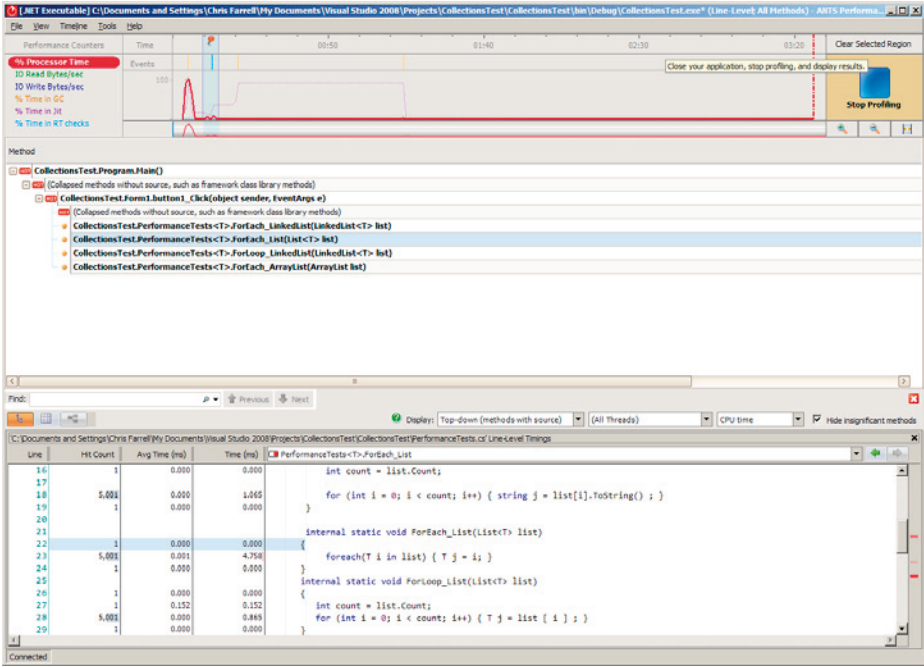 [.NET Executable] C:\Documents and Settings\Chris Farrell\My Documents\Visual Studio 2008\Projects\CollectionsTest\CollectionsTest\bin\Debug\CollectionsTest.exe* (Line-Level; All Methods) - ANTS Performa...
File View Timeline Tools Help
Performance Counters Time 00:50 01:40 02:30 03:20 Clear Selected Region
% Processor Time Events Close your application, stop profiling, and display results.
IO Read Bytes/sec 100
IO Write Bytes/sec
% Time in GC
% Time in Jit Stop Profiling
% Time in RT checks
Method
CollectionsTest.Program.Main()
HOT (Collapsed methods without source, such as framework class library methods)
CollectionsTest.Form1.button1_Click(object sender, EventArgs e)
(Collapsed methods without source, such as framework class library methods)
CollectionsTest.PerformanceTests<T>.ForEach_LinkedList(LinkedList<T> list)
CollectionsTest.PerformanceTests<T>.ForEach_List(List<T> list)
CollectionsTest.PerformanceTests<T>.ForLoop_LinkedList(LinkedList<T> list)
CollectionsTest.PerformanceTests<T>.ForEach_ArrayList(ArrayList list)
Find: Previous Next
Display: Top-down (methods with source) (All Threads) CPU time Hide insignificant methods
'C:\Documents and Settings\Chris Farrell\My Documents\Visual Studio 2008\Projects\CollectionsTest\CollectionsTest\PerformanceTests.cs' Line-Level Timings
Line Hit Count Avg Time (ms) Time (ms) PerformanceTests<T>.ForEach_List
16 1 0.000 0.000 int count = list.Count;
17
18 5,001 0.000 1.065 for (int i = 0; i < count; i++) { string j = list[i].ToString() ; }
19 1 0.000 0.000 }
20
21 internal static void ForEach_List(List<T> list)
22 1 0.000 0.000 {
23 5,001 0.001 4.758 foreach(T i in list) { T j = i; }
24 1 0.000 0.000 }
25 internal static void ForLoop_List(List<T> list)
26 1 0.000 0.000 {
27 1 0.152 0.152 int count = list.Count;
28 5,001 0.000 0.865 for (int i = 0; i < count; i++) { T j = list [ i ] ; }
29 1 0.000 0.000 }
Connected